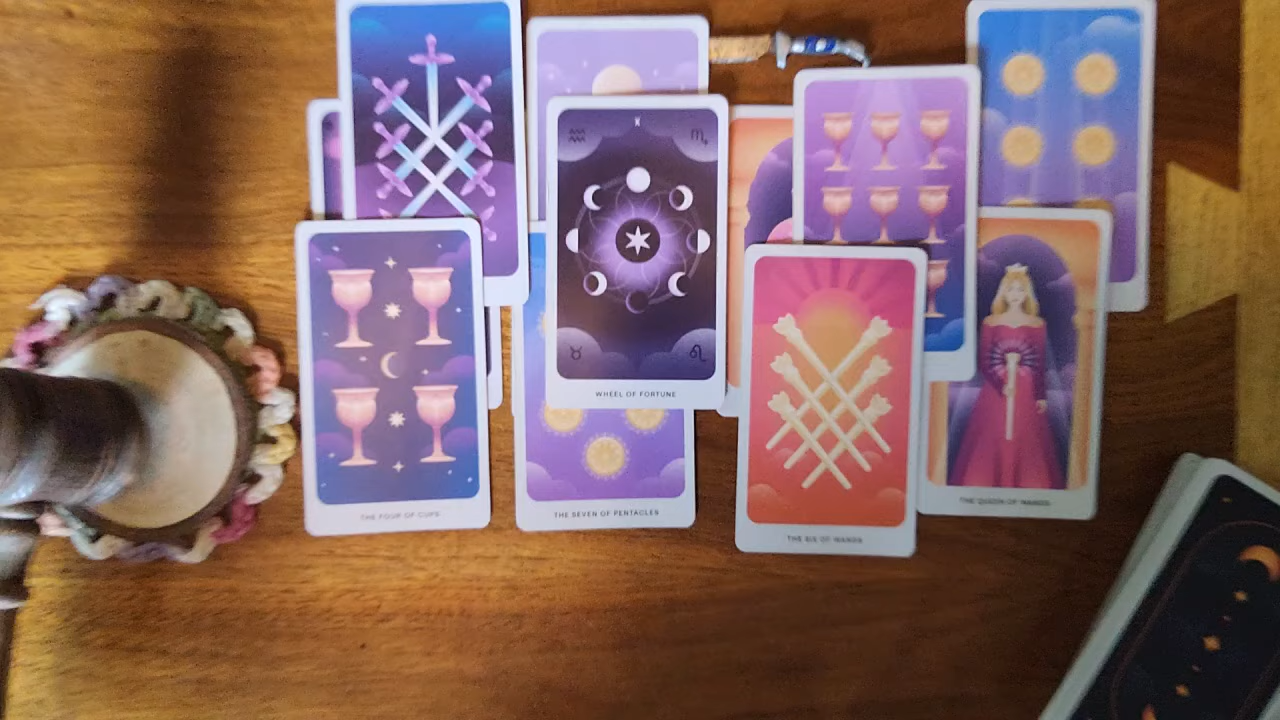 X
WHEEL OF FORTUNE
THE FOUR OF CUPS
THE SEVEN OF PENTACLES
THE SIX OF WANDS
THE QUEEN OF WANDS